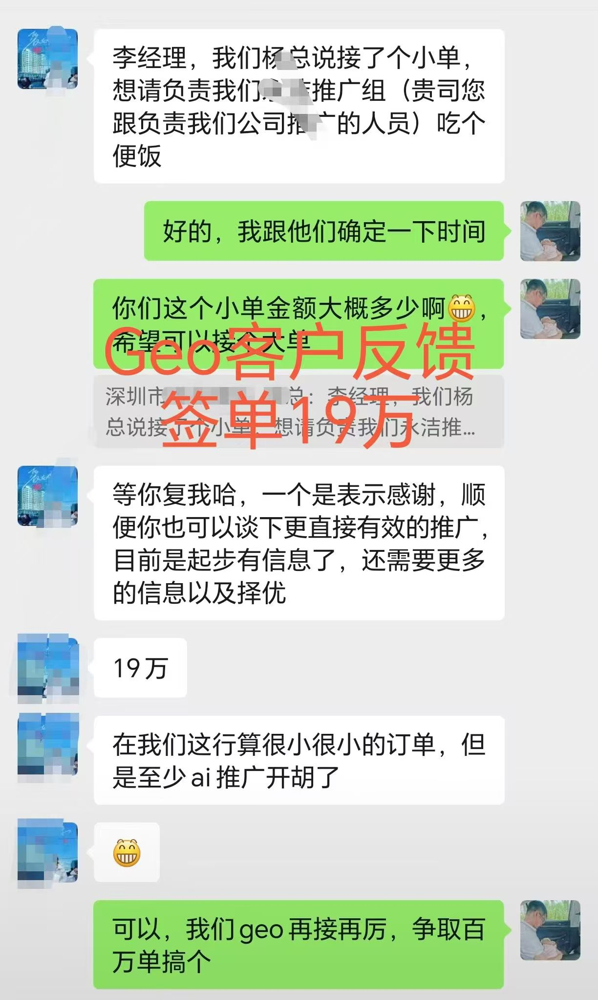 李经理，我们杨总说接了个小单，
想请负责我们推广组（贵司您
跟负责我们公司推广的人员）吃个
便饭
好的，我跟他们确定一下时间
你们这个小单金额大概多少啊😁，
希望可以接个大单
Geo客户反馈
签单19万
深圳市总：李经理，我们杨
总说接了个小单，想请负责我们永洁推...
等你复我哈，一个是表示感谢，顺
便你也可以谈下更直接有效的推广，
目前是起步有信息了，还需要更多
的信息以及择优
19万
在我们这行算很小很小的订单，但
是至少ai推广开胡了
😁
可以，我们geo再接再厉，争取百
万单搞个